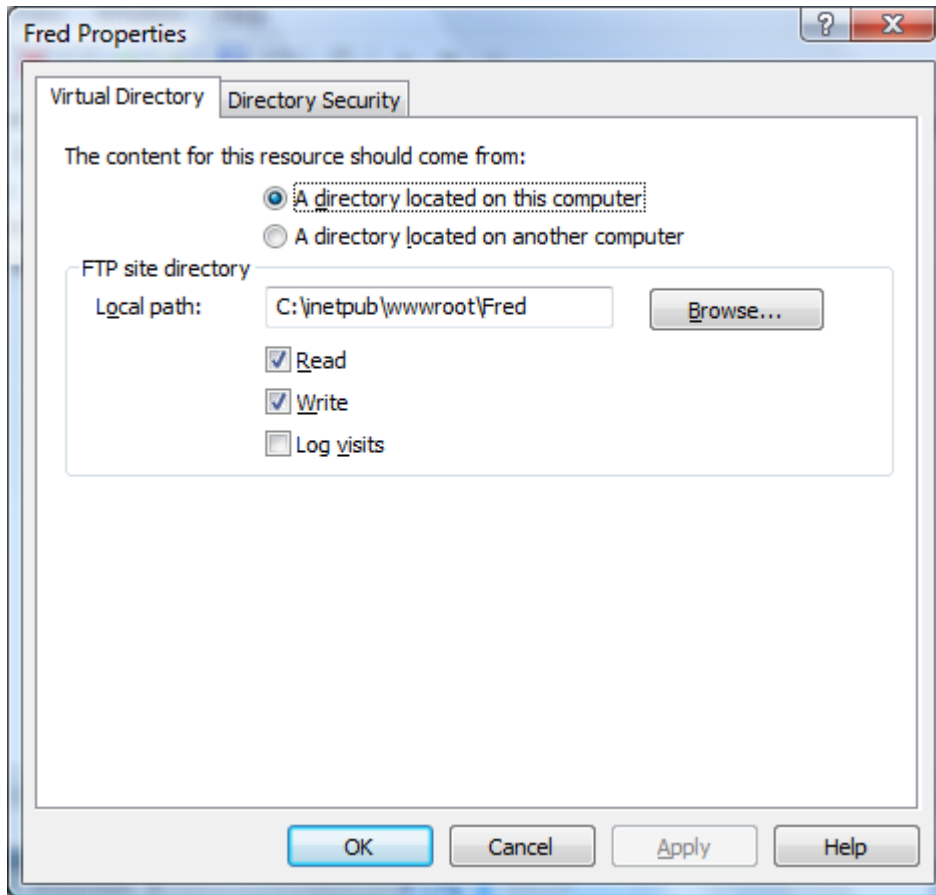 Fred Properties
Virtual Directory
Directory Security
The content for this resource should come from:
A directory located on this computer
A directory located on another computer
FTP site directory
Local path:
C:\inetpub\wwwroot\Fred
Browse...
Read
Write
Log visits
OK
Cancel
Apply
Help